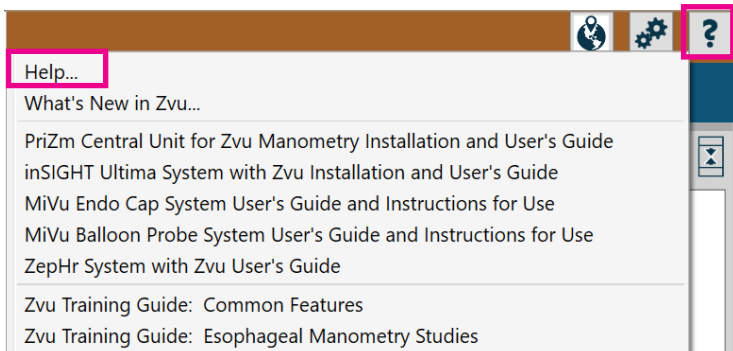 ?
Help...
What's New in Zvu...
PriZm Central Unit for Zvu Manometry Installation and User's Guide
inSIGHT Ultima System with Zvu Installation and User's Guide
MiVu Endo Cap System User's Guide and Instructions for Use
MiVu Balloon Probe System User's Guide and Instructions for Use
ZepHr System with Zvu User's Guide
Zvu Training Guide:  Common Features
Zvu Training Guide:  Esophageal Manometry Studies